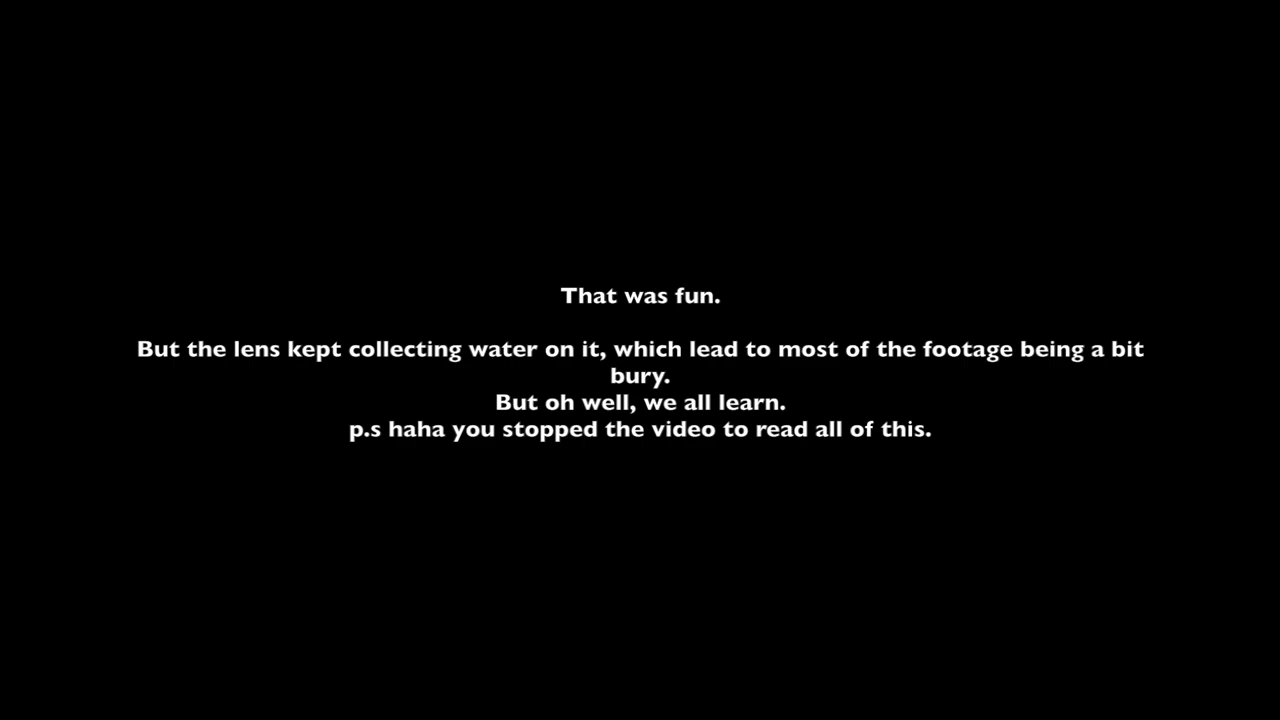 That was fun.
But the lens kept collecting water on it, which lead to most of the footage being a bit
bury.
But oh well, we all learn.
p.s haha you stopped the video to read all of this.